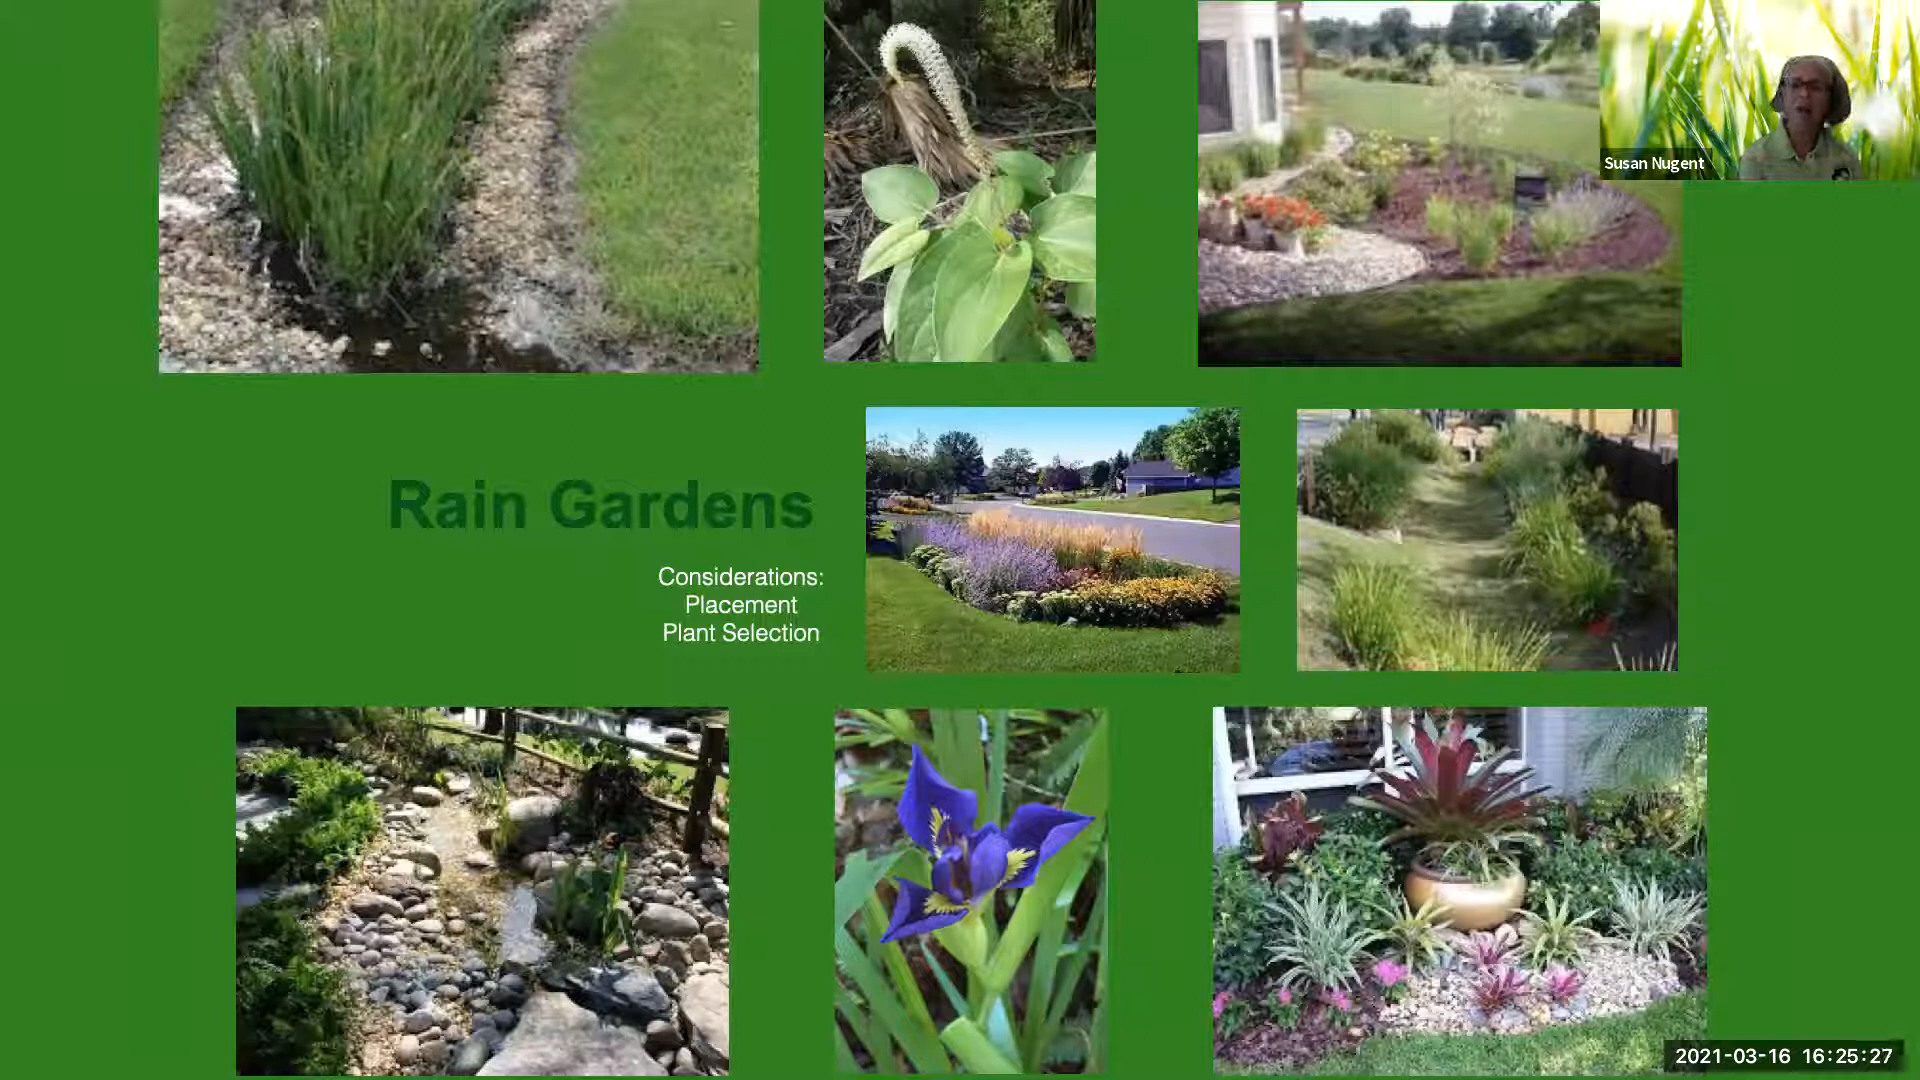 Susan Nugent
Rain Gardens
Considerations:
Placement
Plant Selection
2021-03-16 16:25:27